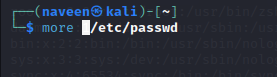 ┌──(naveen㉿kali)-[~]
└─$ more /etc/passwd